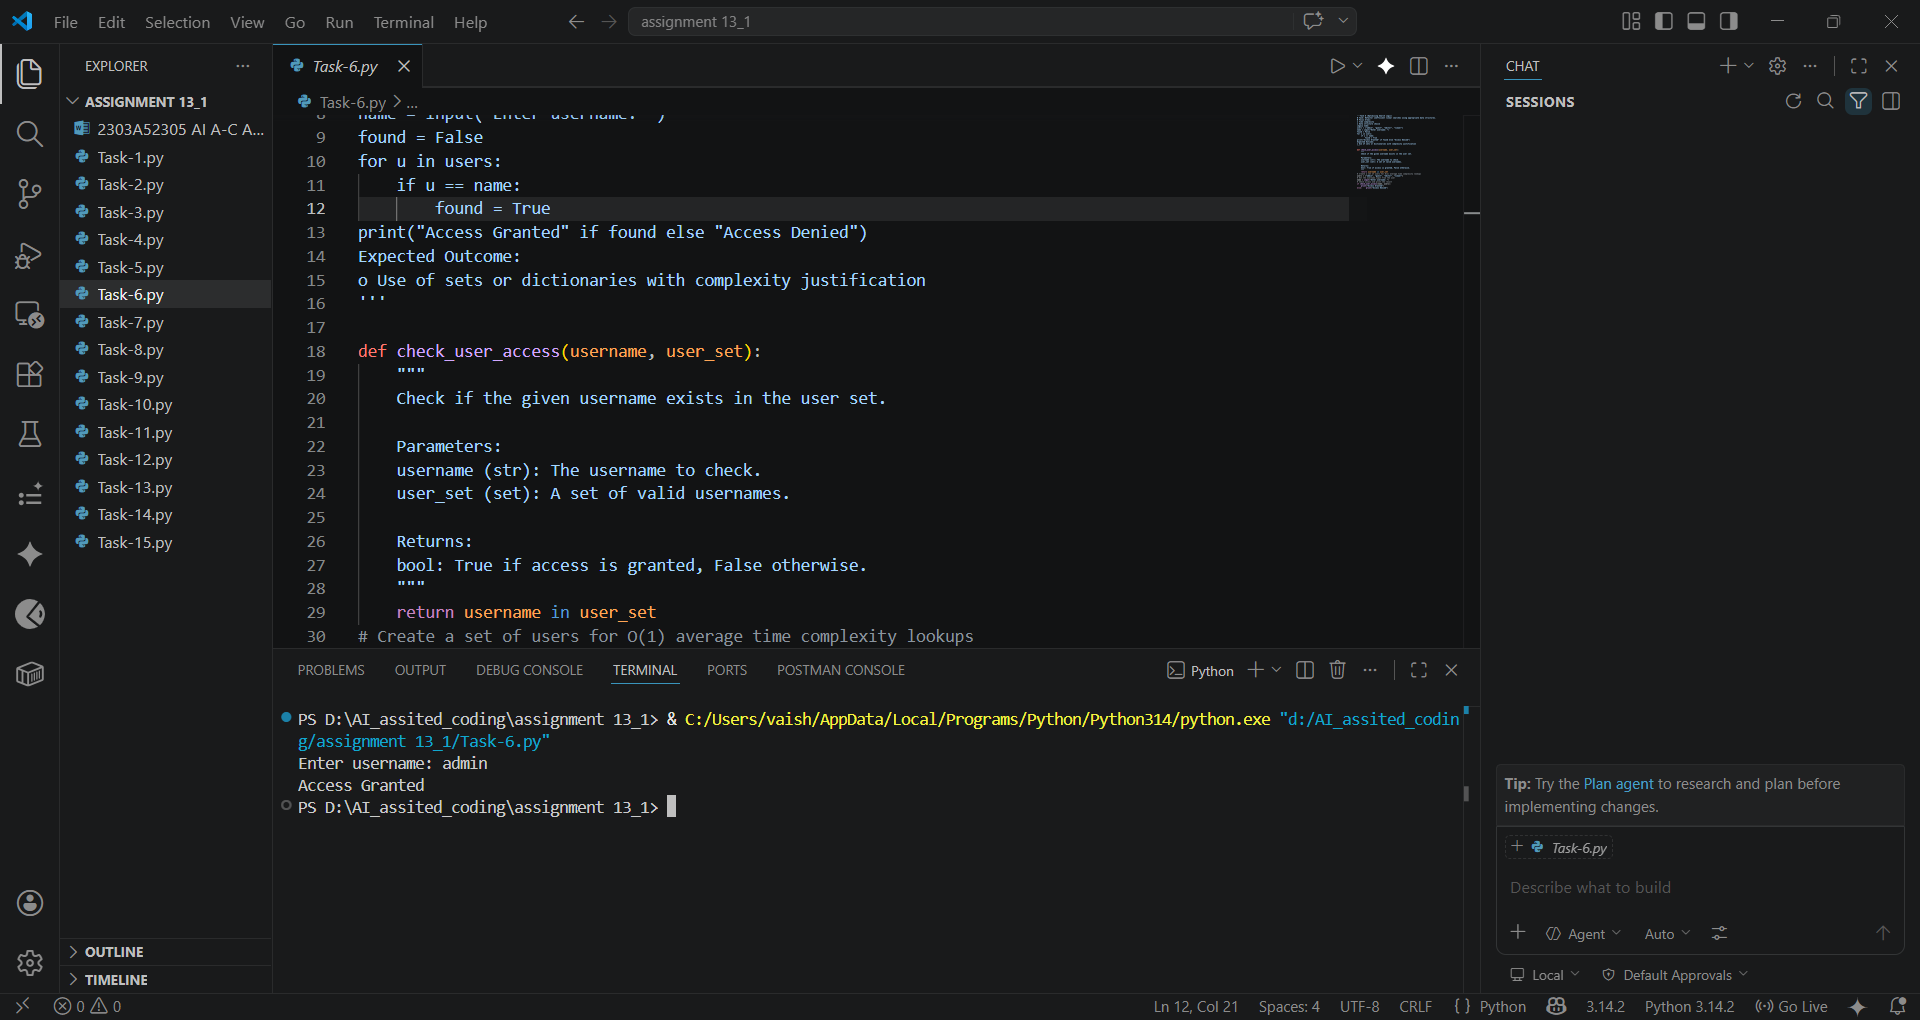 File Edit Selection View Go Run Terminal Help
assignment 13_1
EXPLORER
ASSIGNMENT 13_1
2303A52305 AI A-C A...
Task-1.py
Task-2.py
Task-3.py
Task-4.py
Task-5.py
Task-6.py
Task-7.py
Task-8.py
Task-9.py
Task-10.py
Task-11.py
Task-12.py
Task-13.py
Task-14.py
Task-15.py
OUTLINE
TIMELINE
Task-6.py
Task-6.py > ...
8 name = input("Enter username: ")
9 found = False
10 for u in users:
11 if u == name:
12 found = True
13 print("Access Granted" if found else "Access Denied")
14 Expected Outcome:
15 o Use of sets or dictionaries with complexity justification
16 '''
17
18 def check_user_access(username, user_set):
19 """
20 Check if the given username exists in the user set.
21
22 Parameters:
23 username (str): The username to check.
24 user_set (set): A set of valid usernames.
25
26 Returns:
27 bool: True if access is granted, False otherwise.
28 """
29 return username in user_set
30 # Create a set of users for O(1) average time complexity lookups
PROBLEMS OUTPUT DEBUG CONSOLE TERMINAL PORTS POSTMAN CONSOLE
Python
PS D:\AI_assited_coding\assignment 13_1> & C:/Users/vaish/AppData/Local/Programs/Python/Python314/python.exe "d:/AI_assited_codin
g/assignment 13_1/Task-6.py"
Enter username: admin
Access Granted
PS D:\AI_assited_coding\assignment 13_1>
CHAT
SESSIONS
Tip: Try the Plan agent to research and plan before
implementing changes.
Task-6.py
Describe what to build
Agent Auto
Local Default Approvals
0 0
Ln 12, Col 21 Spaces: 4 UTF-8 CRLF { } Python 3.14.2 Python 3.14.2 Go Live